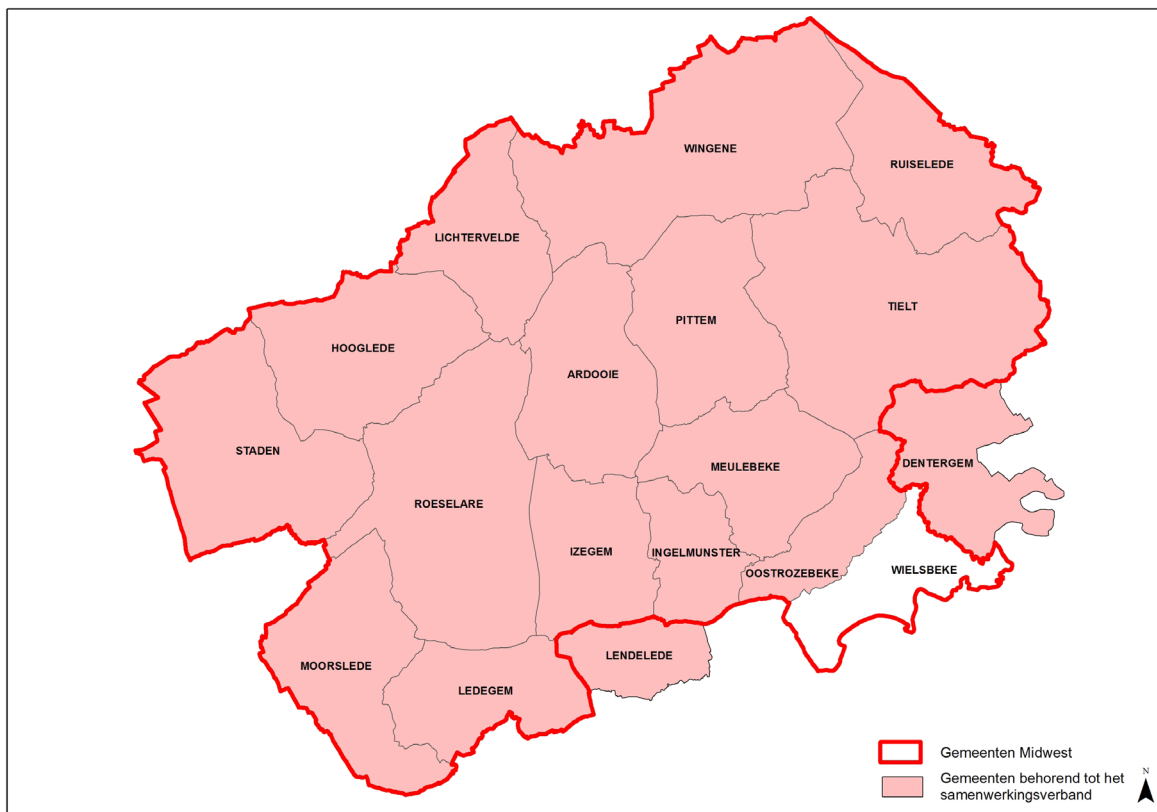 WINGENE
RUISELEDE
LICHTERVELDE
TIELT
PITTEM
HOOGLEDE
ARDOOIE
STADEN
MEULEBEKE
DENTERGEM
ROESELARE
IZEGEM
INGELMUNSTER
WIELSBEKE
OOSTROZEBEKE
LENDELEDE
MOORSLEDE
LEDEGEM
Gemeenten Midwest
Gemeenten behorend tot het
samenwerkingsverband
N